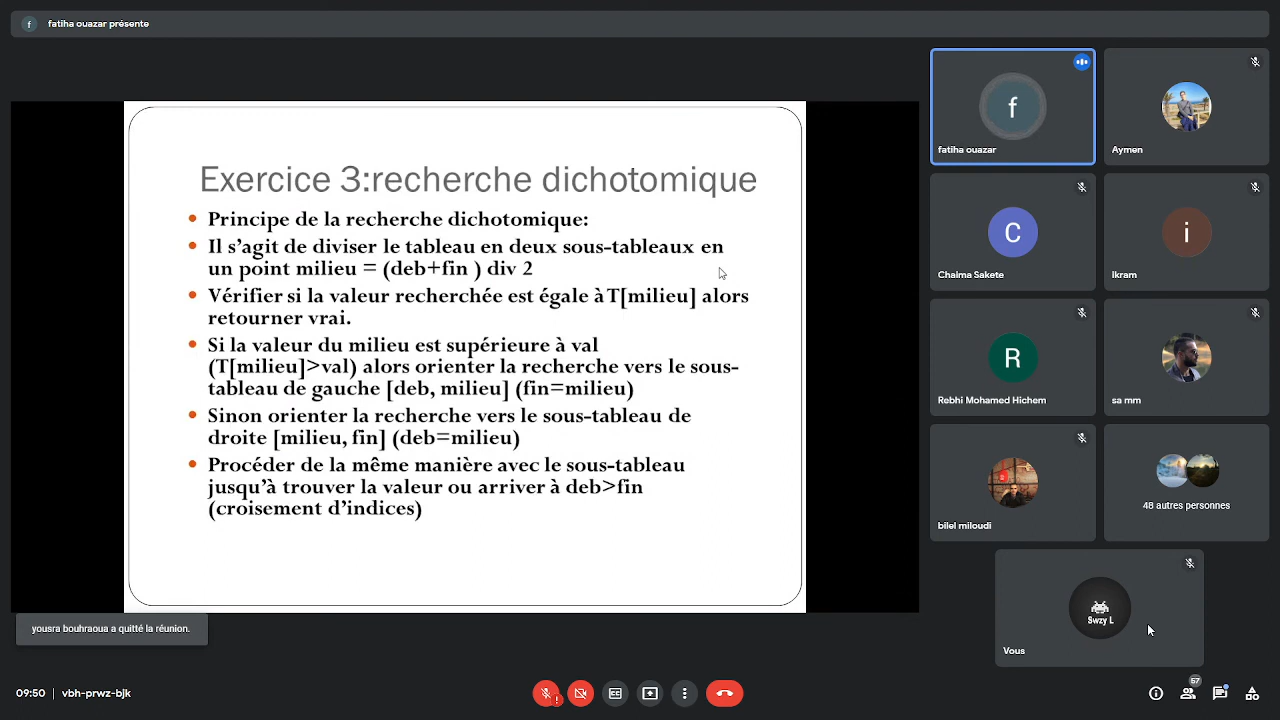 f fatiha ouazar présente
Exercice 3:recherche dichotomique
• Principe de la recherche dichotomique:
• Il s’agit de diviser le tableau en deux sous-tableaux en
un point milieu = (deb+fin ) div 2
• Vérifier si la valeur recherchée est égale à T[milieu] alors
retourner vrai.
• Si la valeur du milieu est supérieure à val
(T[milieu]>val) alors orienter la recherche vers le sous-
tableau de gauche [deb, milieu] (fin=milieu)
• Sinon orienter la recherche vers le sous-tableau de
droite [milieu, fin] (deb=milieu)
• Procéder de la même manière avec le sous-tableau
jusqu’à trouver la valeur ou arriver à deb>fin
(croisement d’indices)
f
fatiha ouazar
Aymen
C
Chaima Sakete
i
Ikram
R
Rebhi Mohamed Hichem
sa mm
bilel miloudi
48 autres personnes
Swzy L
Vous
yousra bouhraoua a quitté la réunion.
09:50 | vbh-prwz-bjk
57